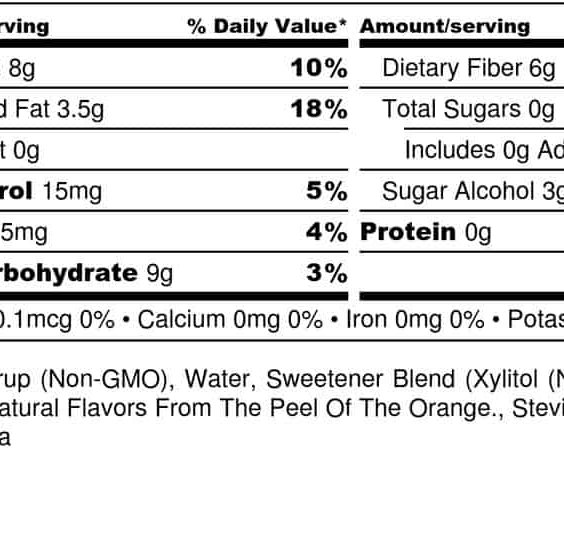 rving % Daily Value* Amount/serving
8g 10% Dietary Fiber 6g
d Fat 3.5g 18% Total Sugars 0g
t 0g Includes 0g Ad
rol 15mg 5% Sugar Alcohol 3g
5mg 4% Protein 0g
rbohydrate 9g 3%
0.1mcg 0% • Calcium 0mg 0% • Iron 0mg 0% • Potas
rup (Non-GMO), Water, Sweetener Blend (Xylitol (N
atural Flavors From The Peel Of The Orange., Stevi
a